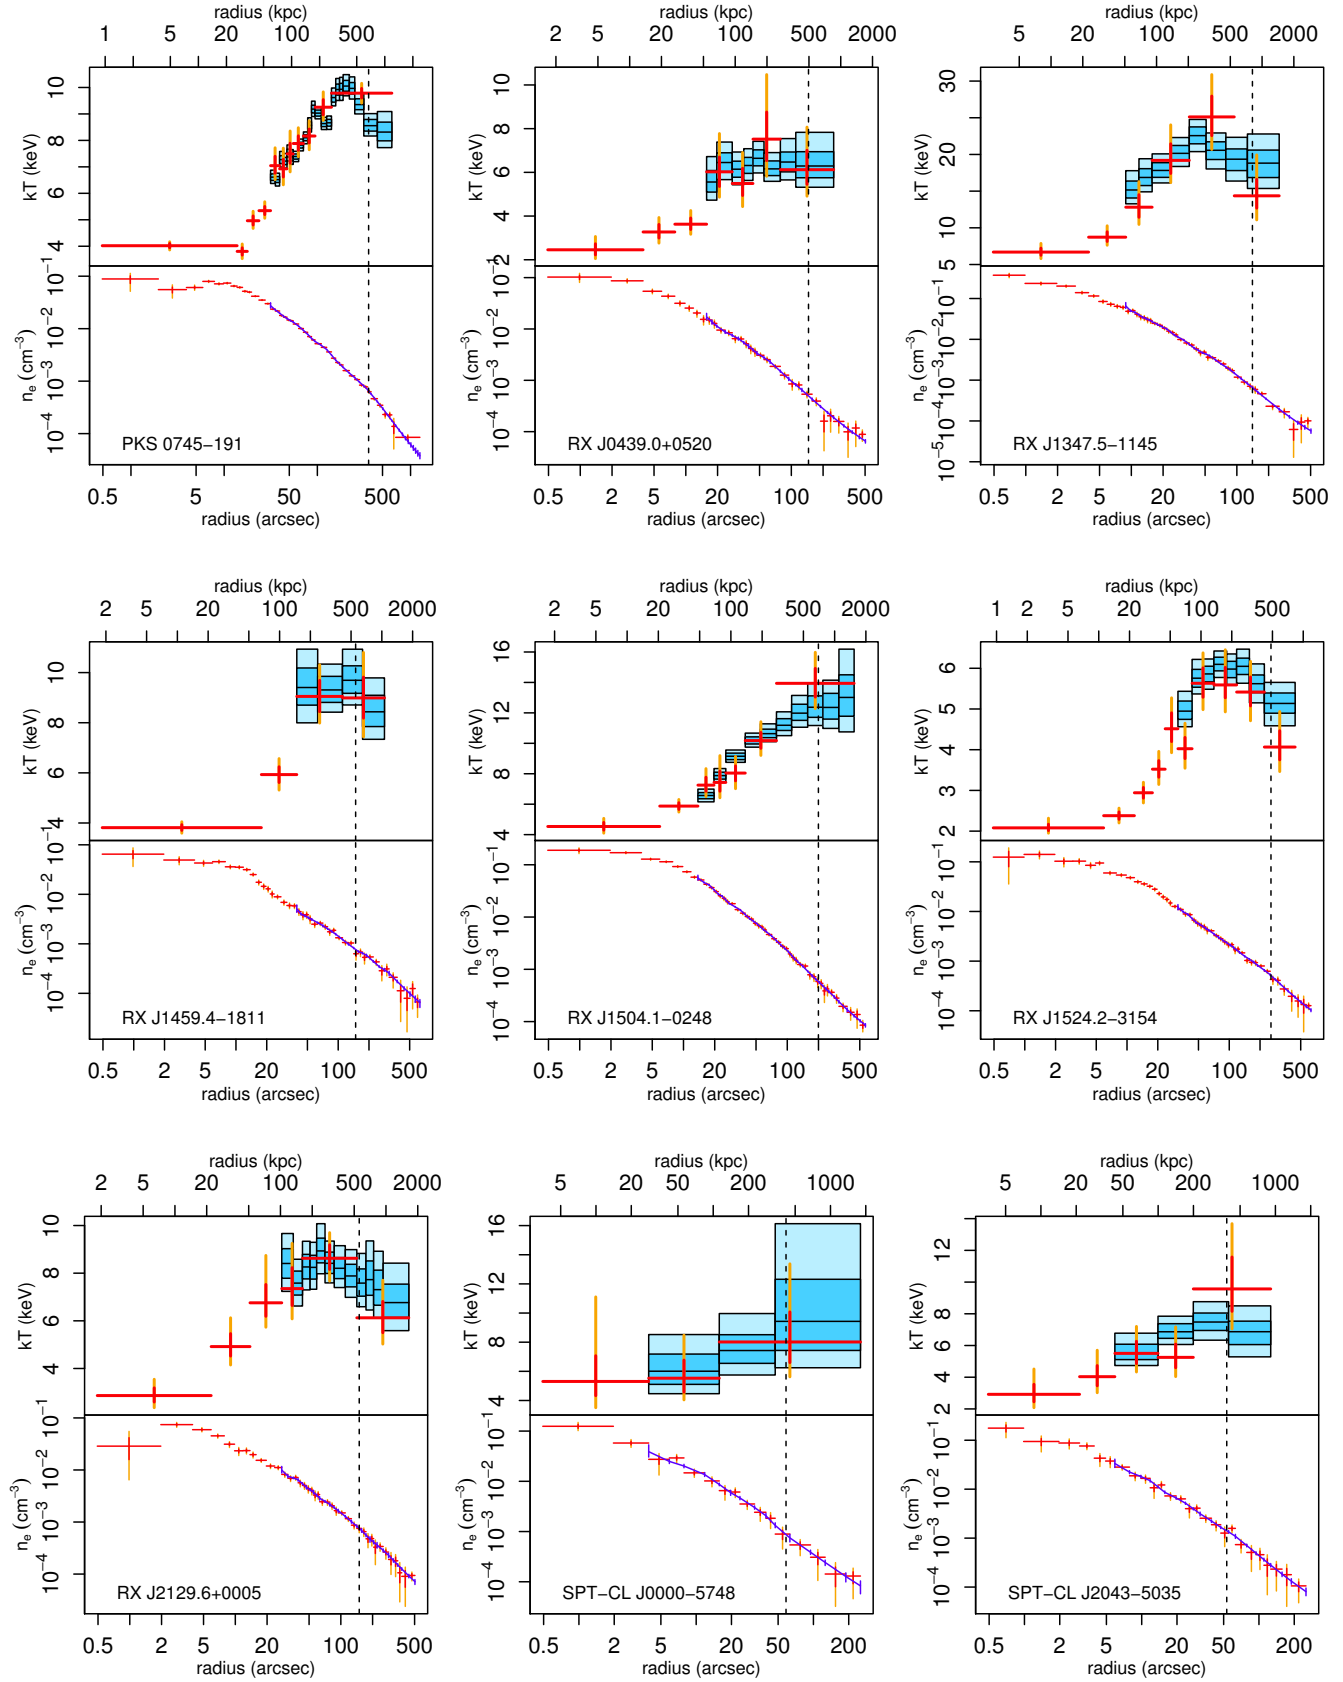 radius (kpc) radius (kpc) radius (kpc)
1 5 20 100 500 2 5 20 100 500 2000 5 20 100 500 2000
kT (keV) 4 6 8 10
kT (keV) 2 4 6 8 10
kT (keV) 5 10 20 30
n_e (cm⁻³) 10⁻⁴ 10⁻³ 10⁻² 10⁻¹
n_e (cm⁻³) 10⁻⁴ 10⁻³ 10⁻² 10⁻¹
n_e (cm⁻³) 10⁻⁵ 10⁻⁴ 10⁻³ 10⁻² 10⁻¹
PKS 0745−191 RX J0439.0+0520 RX J1347.5−1145
0.5 5 50 500 0.5 2 5 20 100 500 0.5 2 5 20 100 500
radius (arcsec) radius (arcsec) radius (arcsec)
radius (kpc) radius (kpc) radius (kpc)
2 5 20 100 500 2000 2 5 20 100 500 2000 1 2 5 20 100 500
kT (keV) 4 6 8 10
kT (keV) 4 8 12 16
kT (keV) 2 3 4 5 6
n_e (cm⁻³) 10⁻⁴ 10⁻³ 10⁻² 10⁻¹
n_e (cm⁻³) 10⁻⁴ 10⁻³ 10⁻² 10⁻¹
n_e (cm⁻³) 10⁻⁴ 10⁻³ 10⁻² 10⁻¹
RX J1459.4−1811 RX J1504.1−0248 RX J1524.2−3154
0.5 2 5 20 100 500 0.5 2 5 20 100 500 0.5 2 5 20 100 500
radius (arcsec) radius (arcsec) radius (arcsec)
radius (kpc) radius (kpc) radius (kpc)
2 5 20 100 500 2000 5 20 50 200 1000 5 20 50 200 1000
kT (keV) 4 6 8 10
kT (keV) 4 8 12 16
kT (keV) 2 4 6 8 12
n_e (cm⁻³) 10⁻⁴ 10⁻³ 10⁻² 10⁻¹
n_e (cm⁻³) 10⁻⁴ 10⁻³ 10⁻² 10⁻¹
n_e (cm⁻³) 10⁻⁴ 10⁻³ 10⁻² 10⁻¹
RX J2129.6+0005 SPT−CL J0000−5748 SPT−CL J2043−5035
0.5 2 5 20 100 500 0.5 2 5 20 50 200 0.5 2 5 20 50 200
radius (arcsec) radius (arcsec) radius (arcsec)